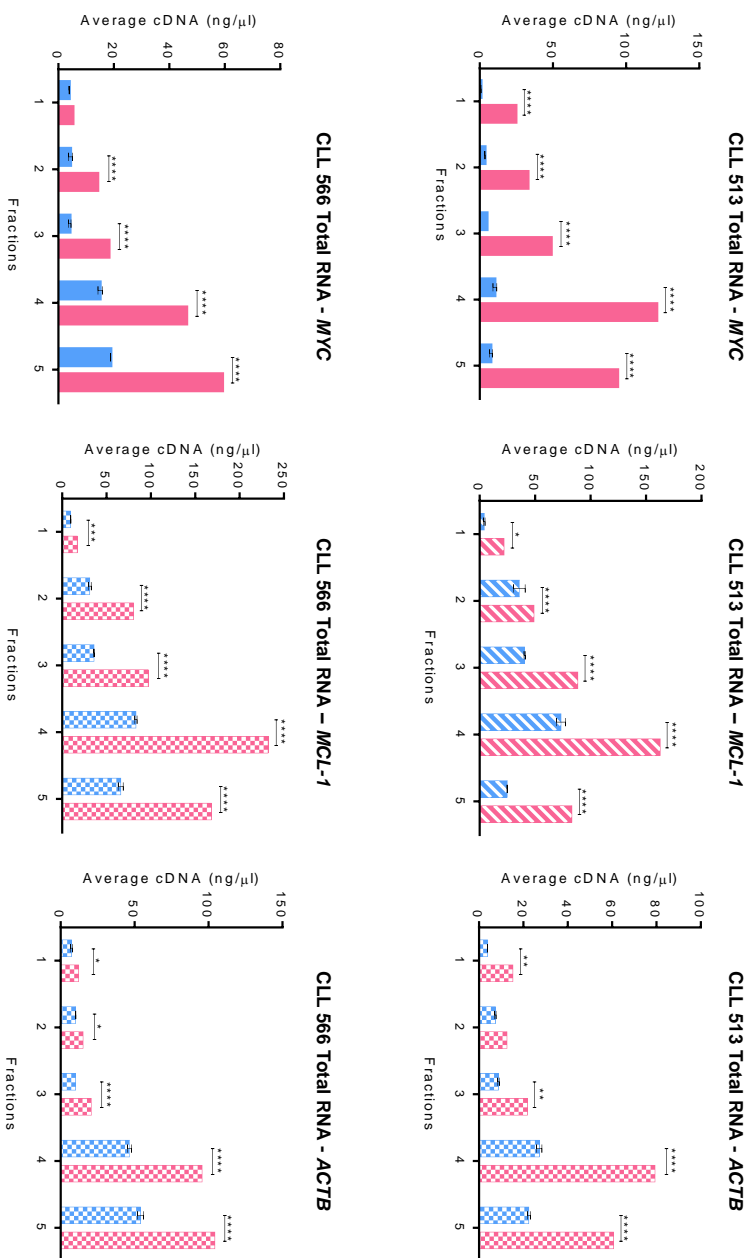 CLL 513 Total RNA - MYC
Average cDNA (ng/μl)
150
100
50
0
**** **** **** **** ****
1 2 3 4 5
CLL 513 Total RNA – MCL-1
Average cDNA (ng/μl)
200
150
100
50
0
* **** **** **** ****
1 2 3 4 5
Fractions
CLL 513 Total RNA - ACTB
Average cDNA (ng/μl)
100
80
60
40
20
0
*** ** **** ****
1 2 3 4 5
CLL 566 Total RNA - MYC
Average cDNA (ng/μl)
80
60
40
20
0
**** **** **** ****
1 2 3 4 5
Fractions
CLL 566 Total RNA – MCL-1
Average cDNA (ng/μl)
250
200
150
100
50
0
*** **** **** **** ****
1 2 3 4 5
Fractions
CLL 566 Total RNA - ACTB
Average cDNA (ng/μl)
150
100
50
0
* * **** **** ****
1 2 3 4 5
Fractions